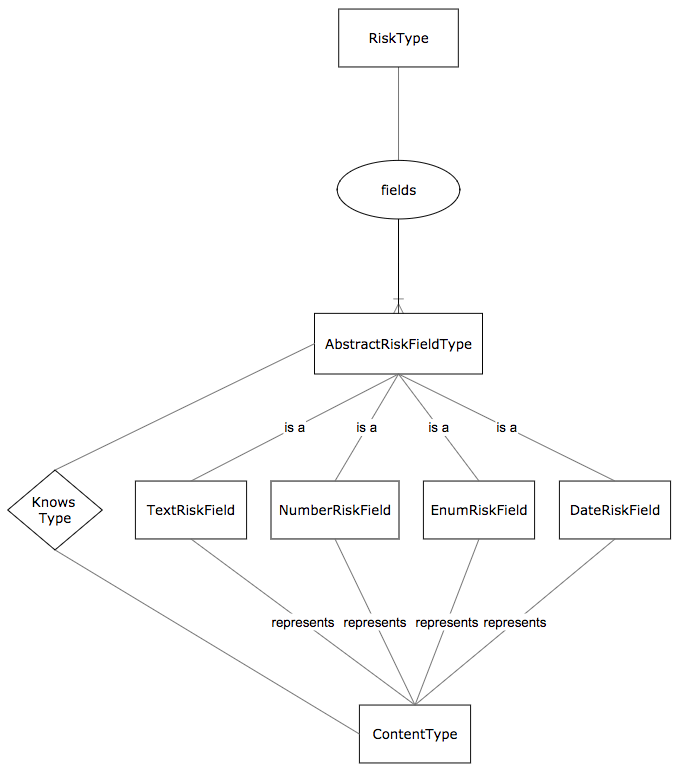 RiskType
fields
AbstractRiskFieldType
is a
is a
is a
is a
Knows
Type
TextRiskField
NumberRiskField
EnumRiskField
DateRiskField
represents
represents
represents
represents
ContentType